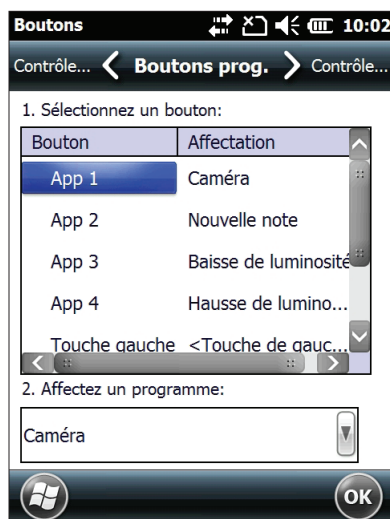 Boutons 10:02
Contrôle... Boutons prog. Contrôle...
1. Sélectionnez un bouton:
Bouton Affectation
App 1 Caméra
App 2 Nouvelle note
App 3 Baisse de luminosité
App 4 Hausse de lumino...
Touche gauche <Touche de gauc...
2. Affectez un programme:
Caméra
OK